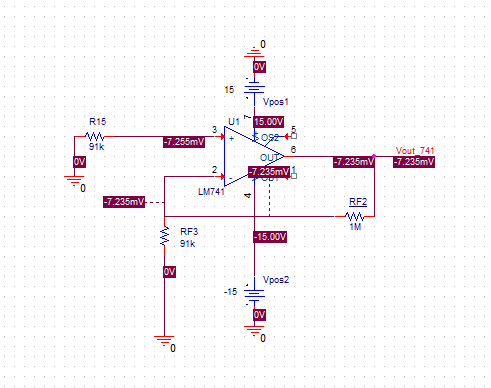 0
0V
15
Vpos1
7
15.00V
U1
R15
3
5
+
OS2
91k
-7.255mV
6
OUT
Vout_741
0V
-7.235mV
-7.235mV
2
-7.235mV
1
-
0
LM741
4
-7.235mV
RF2
RF3
1M
91k
-15.00V
0V
Vpos2
-15
0V
0
0